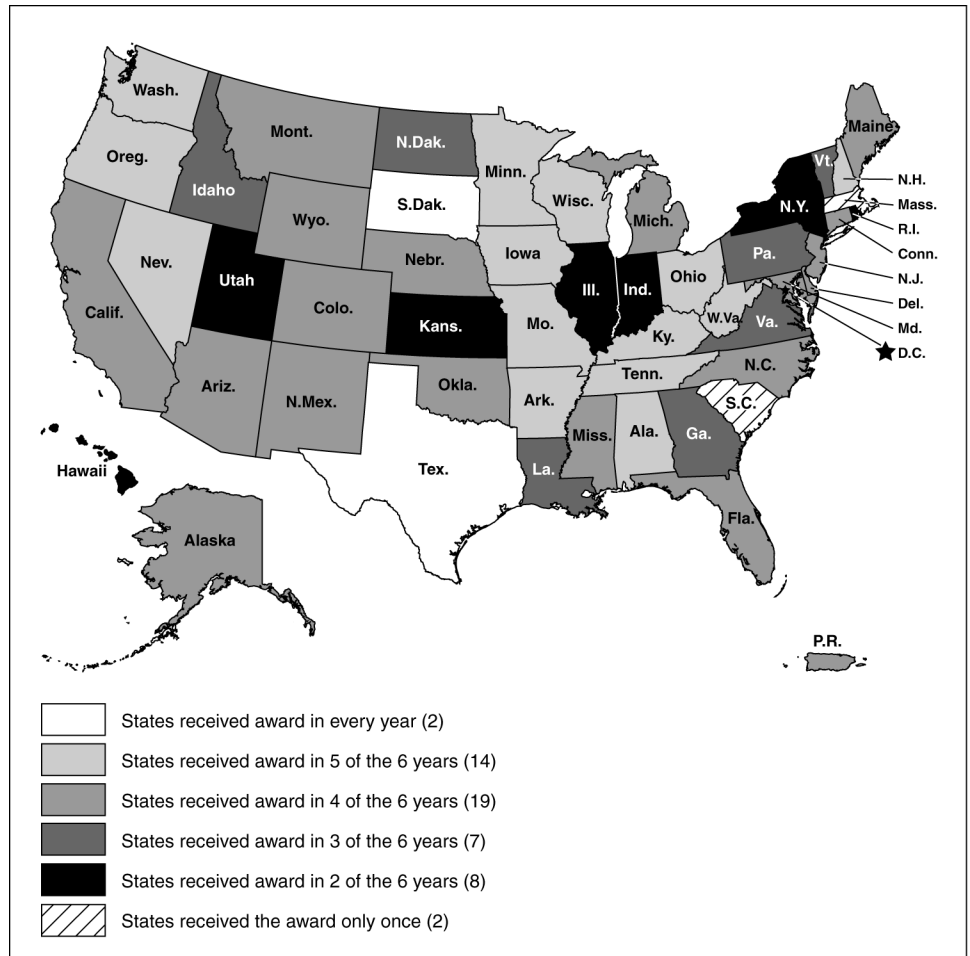 Wash.
Mont.
N.Dak.
Minn.
Maine
Oreg.
Idaho
S.Dak.
Wisc.
Mich.
Vt.
N.H.
Wyo.
N.Y.
Mass.
R.I.
Nev.
Utah
Nebr.
Iowa
Ohio
Pa.
Conn.
N.J.
Calif.
Colo.
Kans.
Mo.
Ill.
Ind.
W.Va.
Va.
Del.
Md.
Ky.
D.C.
Ariz.
N.Mex.
Okla.
Ark.
Tenn.
N.C.
S.C.
Miss.
Ala.
Ga.
Hawaii
Tex.
La.
Fla.
Alaska
P.R.
States received award in every year (2)
States received award in 5 of the 6 years (14)
States received award in 4 of the 6 years (19)
States received award in 3 of the 6 years (7)
States received award in 2 of the 6 years (8)
States received the award only once (2)